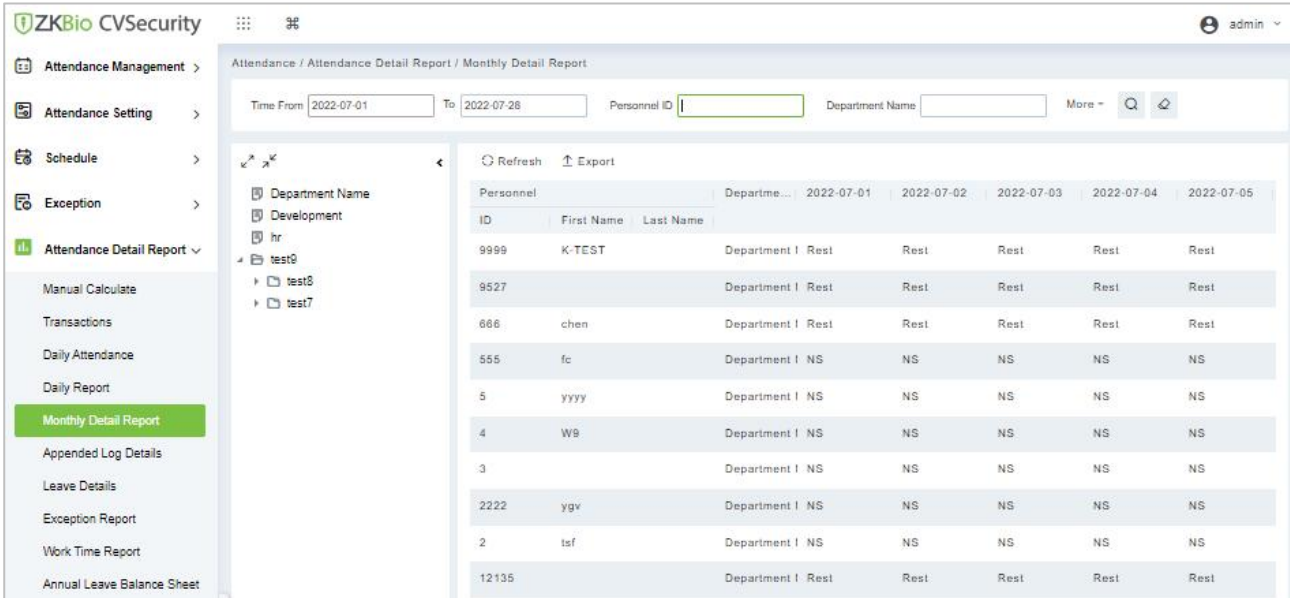 ZKBio CVSecurity
admin
Attendance Management
Attendance Setting
Schedule
Exception
Attendance Detail Report
Manual Calculate
Transactions
Daily Attendance
Daily Report
Monthly Detail Report
Appended Log Details
Leave Details
Exception Report
Work Time Report
Annual Leave Balance Sheet
Attendance / Attendance Detail Report / Monthly Detail Report
Time From 2022-07-01 To 2022-07-28 Personnel ID Department Name More
Department Name
Development
hr
test9
test8
test7
Refresh Export
Personnel Departme... 2022-07-01 2022-07-02 2022-07-03 2022-07-04 2022-07-05
ID First Name Last Name
9999 K-TEST Department Rest Rest Rest Rest Rest
9527 Department Rest Rest Rest Rest Rest
666 chen Department Rest Rest Rest Rest Rest
555 fc Department NS NS NS NS NS
5 yyyy Department NS NS NS NS NS
4 W9 Department NS NS NS NS NS
3 Department NS NS NS NS NS
2222 ygv Department NS NS NS NS NS
2 tsf Department NS NS NS NS NS
12135 Department Rest Rest Rest Rest Rest